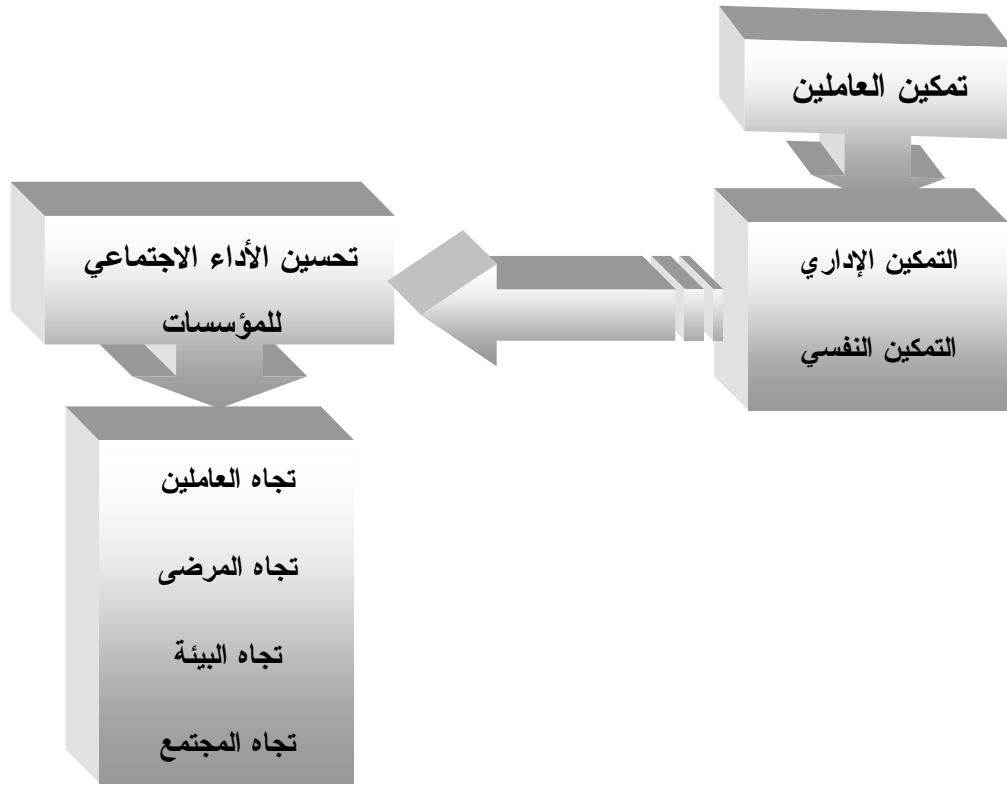 تمكين العاملين
التمكين الإداري
التمكين النفسي
تحسين الأداء الاجتماعي
للمؤسسات
تجاه العاملين
تجاه المرضى
تجاه البيئة
تجاه المجتمع